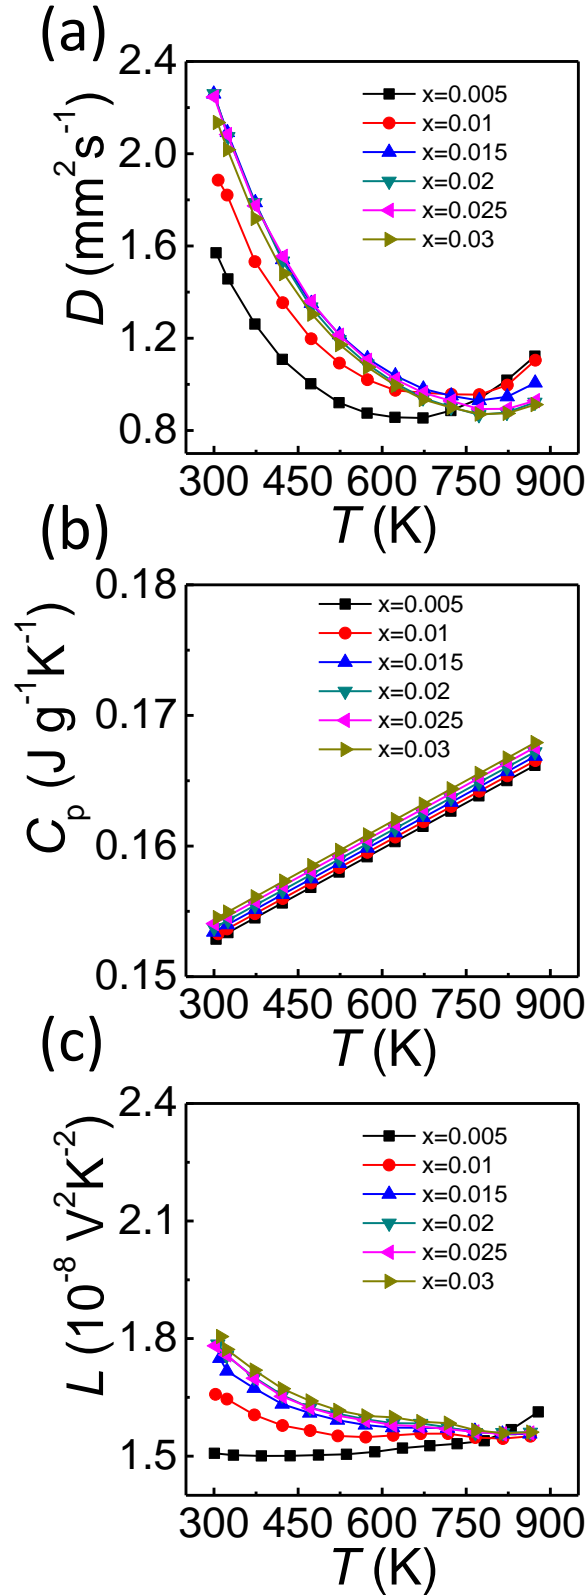 (a)
2.4
2.0
1.6
1.2
0.8
D (mm²s⁻¹)
x=0.005
x=0.01
x=0.015
x=0.02
x=0.025
x=0.03
300 450 600 750 900
T (K)
(b)
0.18
0.17
0.16
0.15
Cₚ (J g⁻¹K⁻¹)
x=0.005
x=0.01
x=0.015
x=0.02
x=0.025
x=0.03
300 450 600 750 900
T (K)
(c)
2.4
2.1
1.8
1.5
L (10⁻⁸ V²K⁻²)
x=0.005
x=0.01
x=0.015
x=0.02
x=0.025
x=0.03
300 450 600 750 900
T (K)